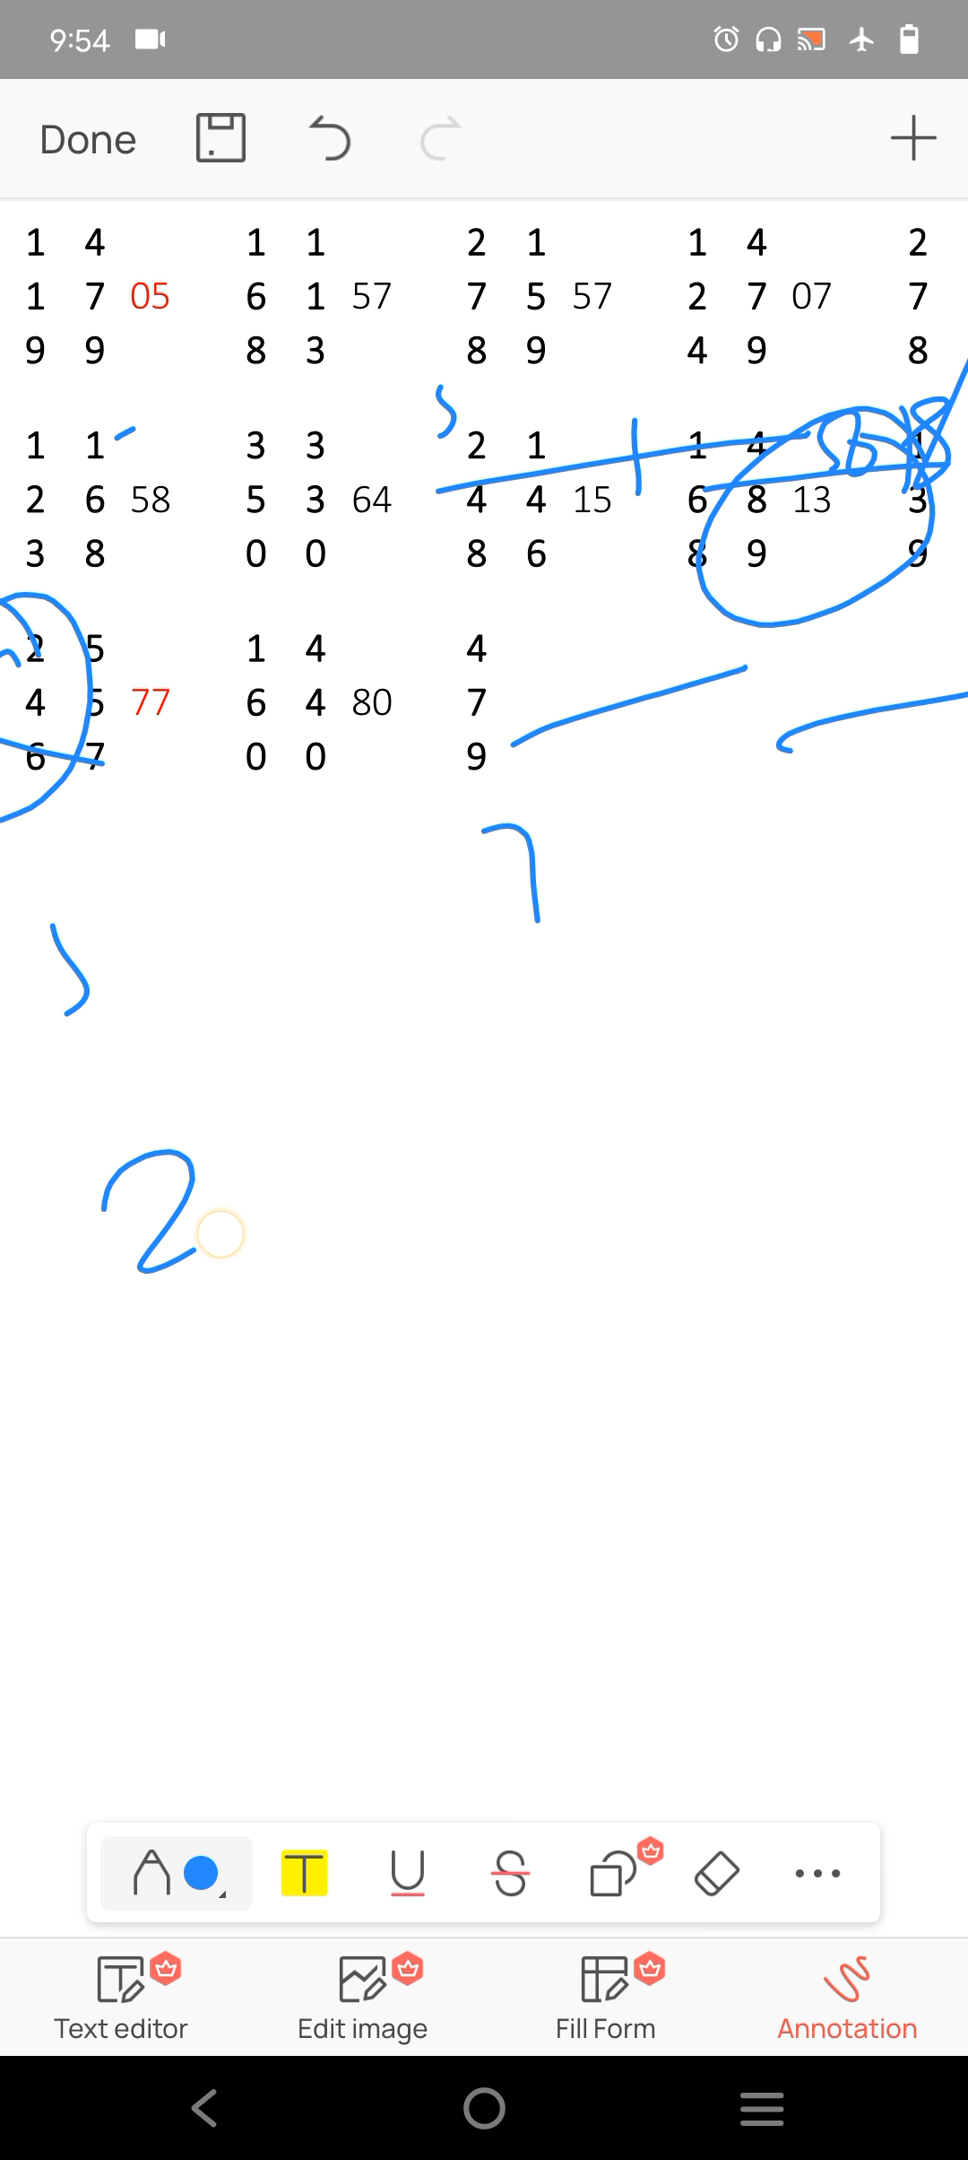 9:54
Done
1 4 1 1 2 1 1 4 2
1 7 05 6 1 57 7 5 57 2 7 07 7
9 9 8 3 8 9 4 9 8
1 1 3 3 2 1 1 4 1
2 6 58 5 3 64 4 4 15 6 8 13 3
3 8 0 0 8 6 8 9 9
2 5 1 4 4
4 5 77 6 4 80 7
6 7 0 0 9
2
Text editor Edit image Fill Form Annotation